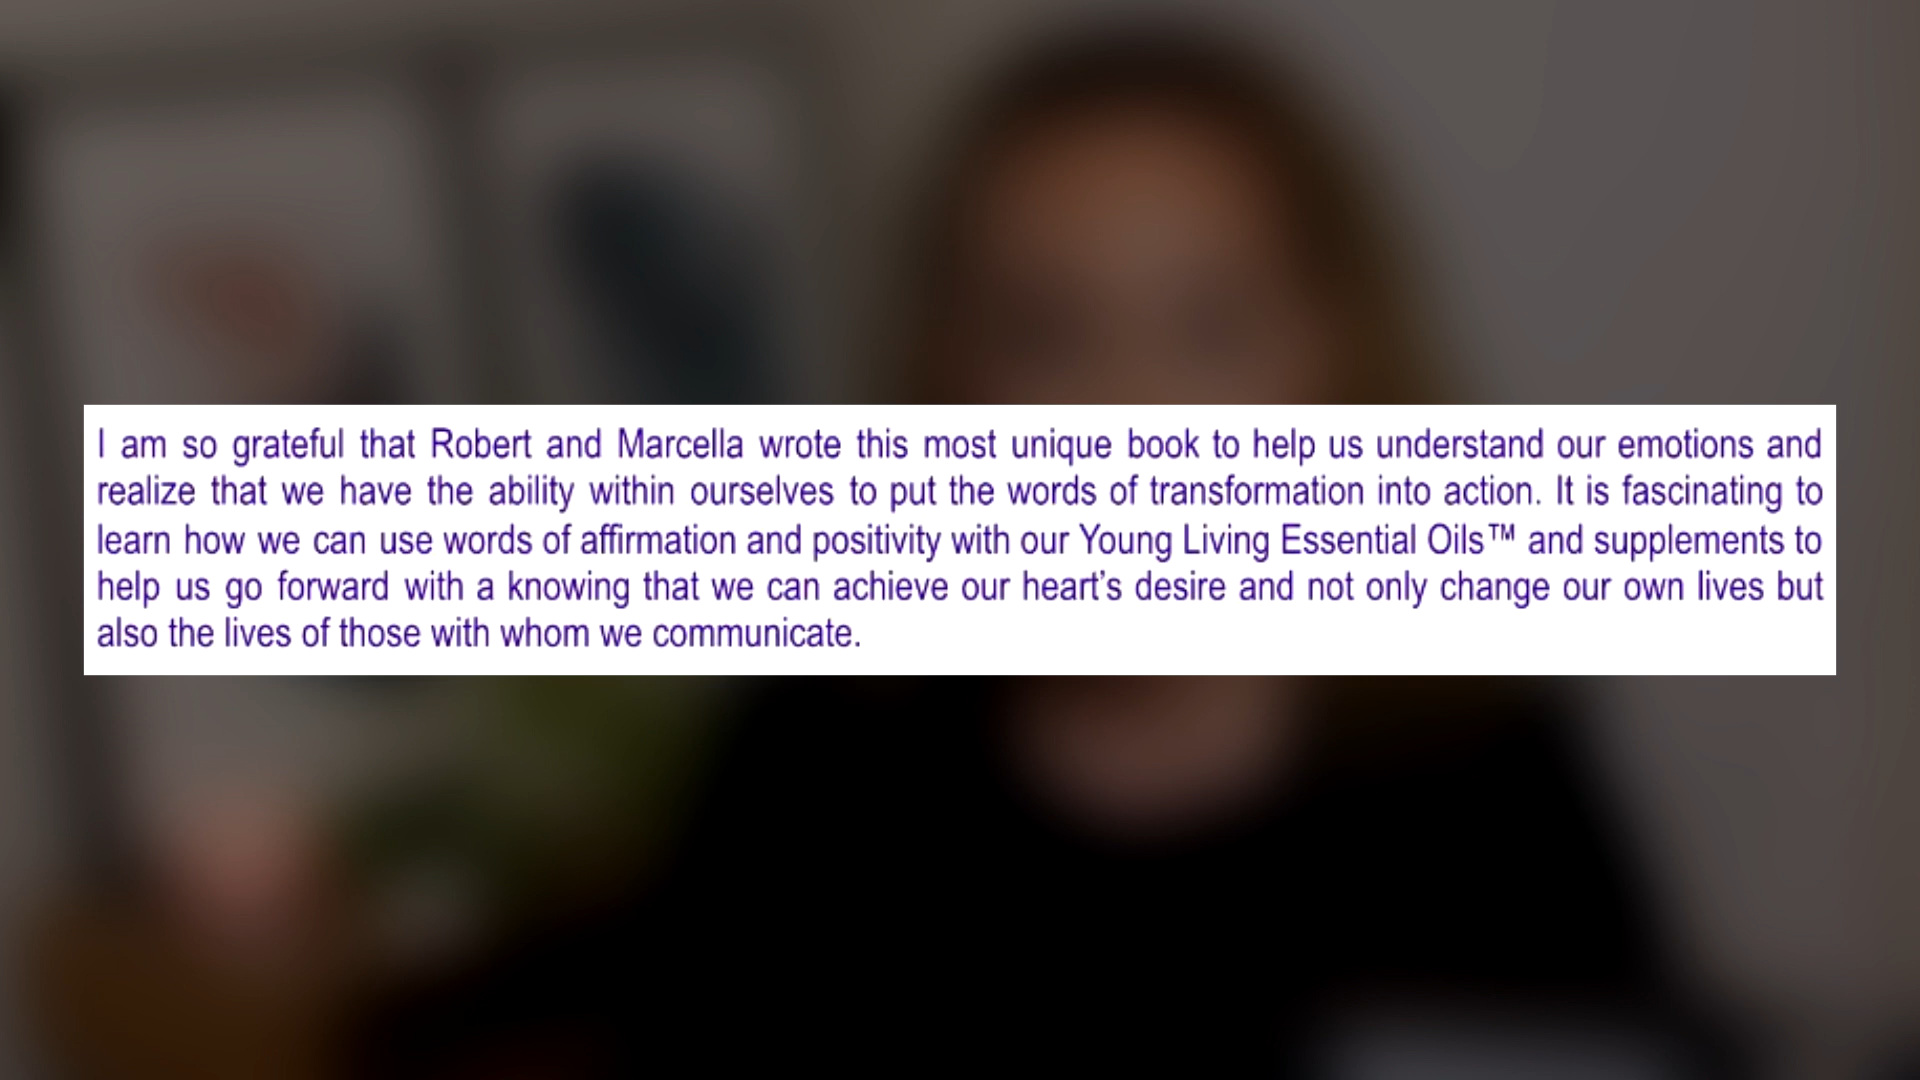 I am so grateful that Robert and Marcella wrote this most unique book to help us understand our emotions and
realize that we have the ability within ourselves to put the words of transformation into action. It is fascinating to
learn how we can use words of affirmation and positivity with our Young Living Essential Oils™ and supplements to
help us go forward with a knowing that we can achieve our heart’s desire and not only change our own lives but
also the lives of those with whom we communicate.